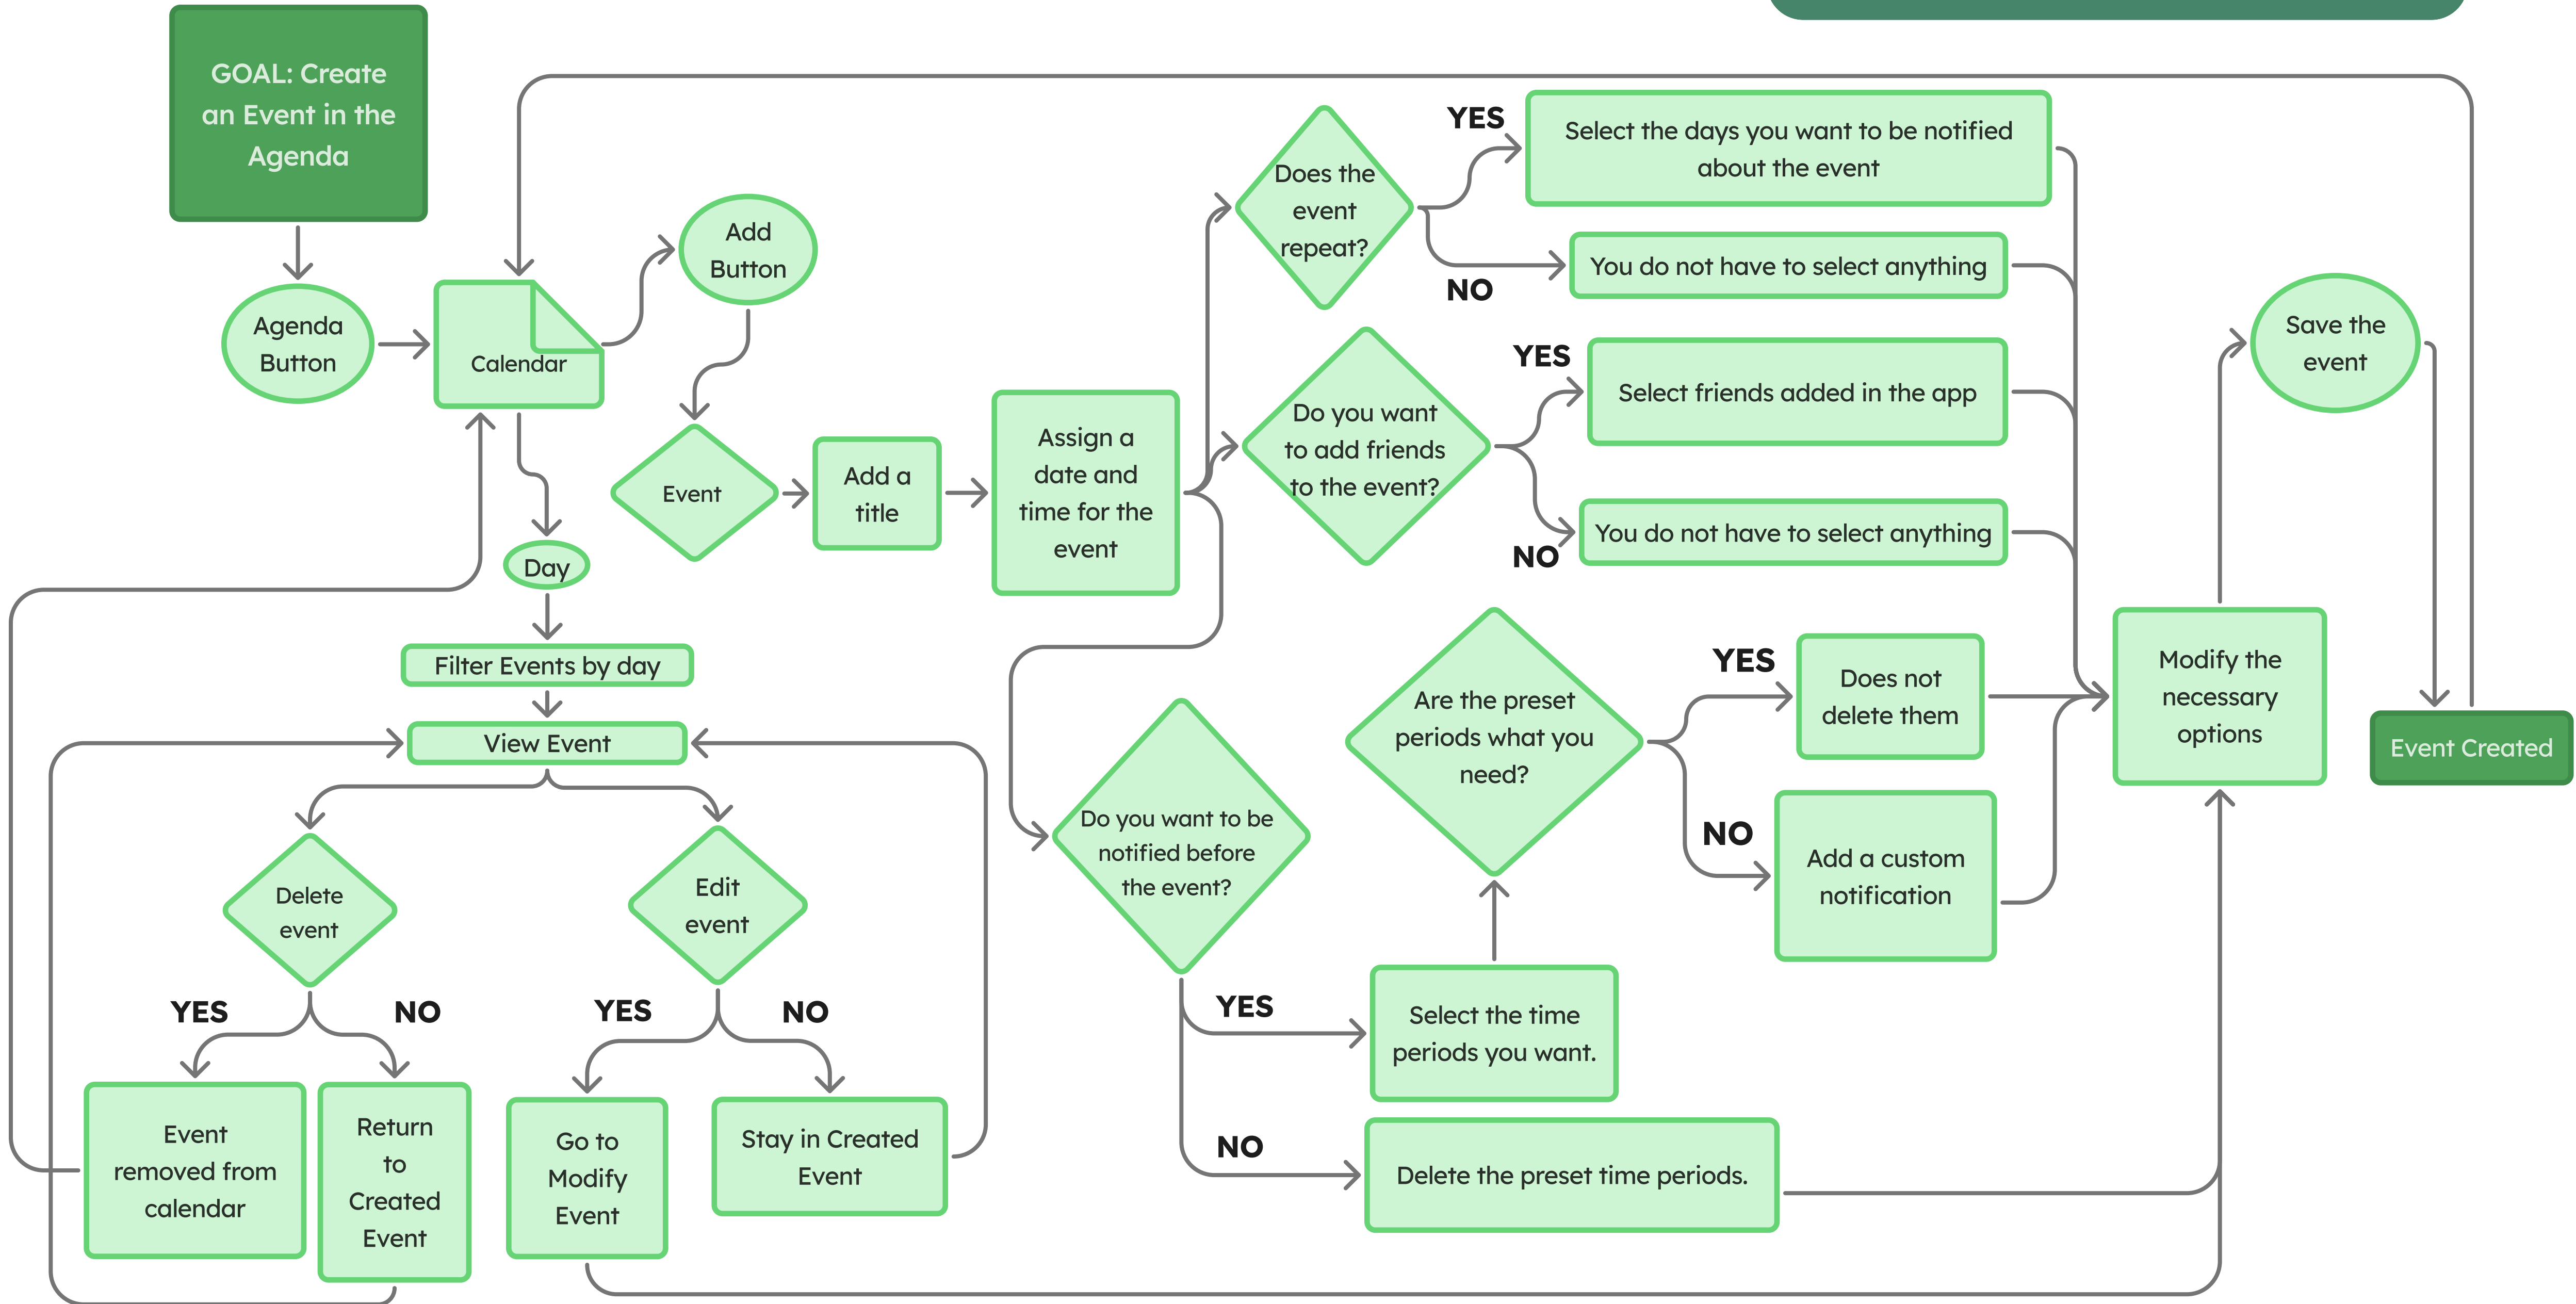 GOAL: Create
an Event in the
Agenda
Agenda
Button
Calendar
Add
Button
Event
Add a
title
Assign a
date and
time for the
event
Does the
event
repeat?
YES
Select the days you want to be notified
about the event
NO
You do not have to select anything
Do you want
to add friends
to the event?
YES
Select friends added in the app
NO
You do not have to select anything
Do you want to be
notified before
the event?
YES
Select the time
periods you want.
NO
Delete the preset time periods.
Are the preset
periods what you
need?
YES
Does not
delete them
NO
Add a custom
notification
Modify the
necessary
options
Save the
event
Event Created
Day
Filter Events by day
View Event
Delete
event
YES
NO
Event
removed from
calendar
Return
to
Created
Event
Edit
event
YES
NO
Go to
Modify
Event
Stay in Created
Event